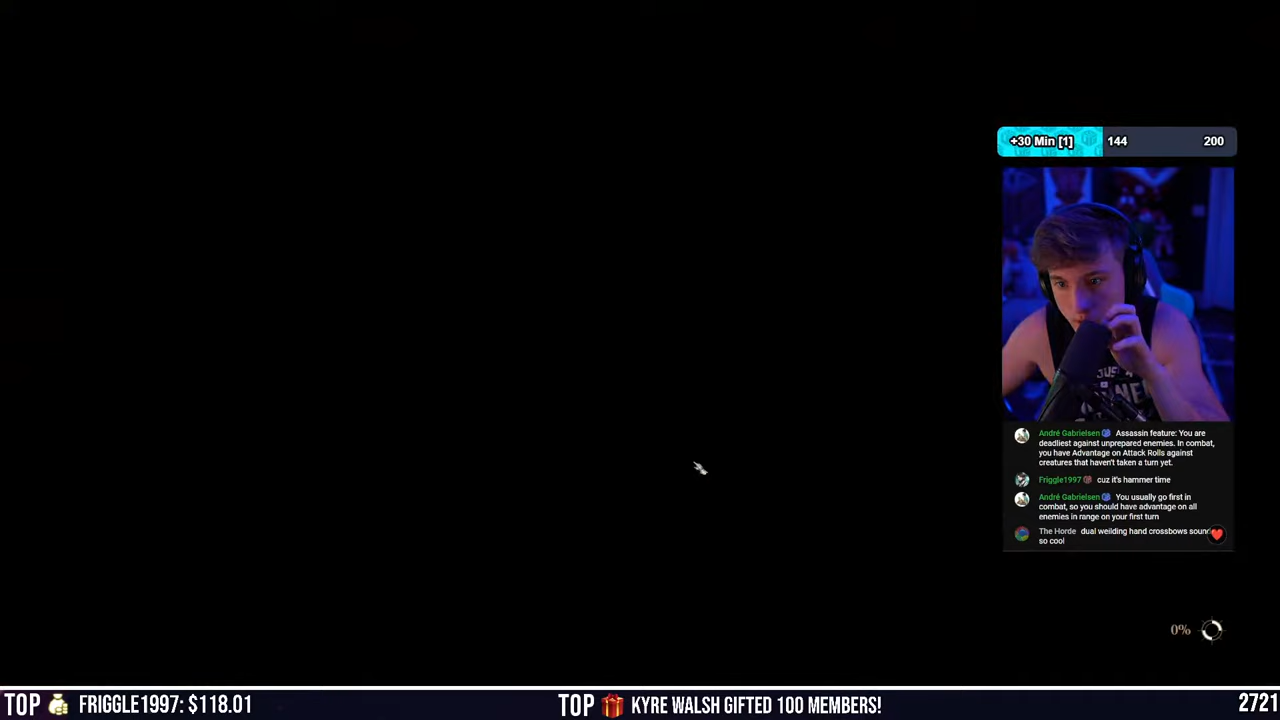 +30 Min [1] 144 200
André Gabrielsen Assassin feature: You are
deadliest against unprepared enemies. In combat,
you have Advantage on Attack Rolls against
creatures that haven't taken a turn yet.
Friggle1997 cuz it's hammer time
André Gabrielsen You usually go first in
combat, so you should have advantage on all
enemies in range on your first turn
The Horde dual weilding hand crossbows soun
so cool
0%
TOP FRIGGLE1997: $118.01 TOP KYRE WALSH GIFTED 100 MEMBERS! 2721